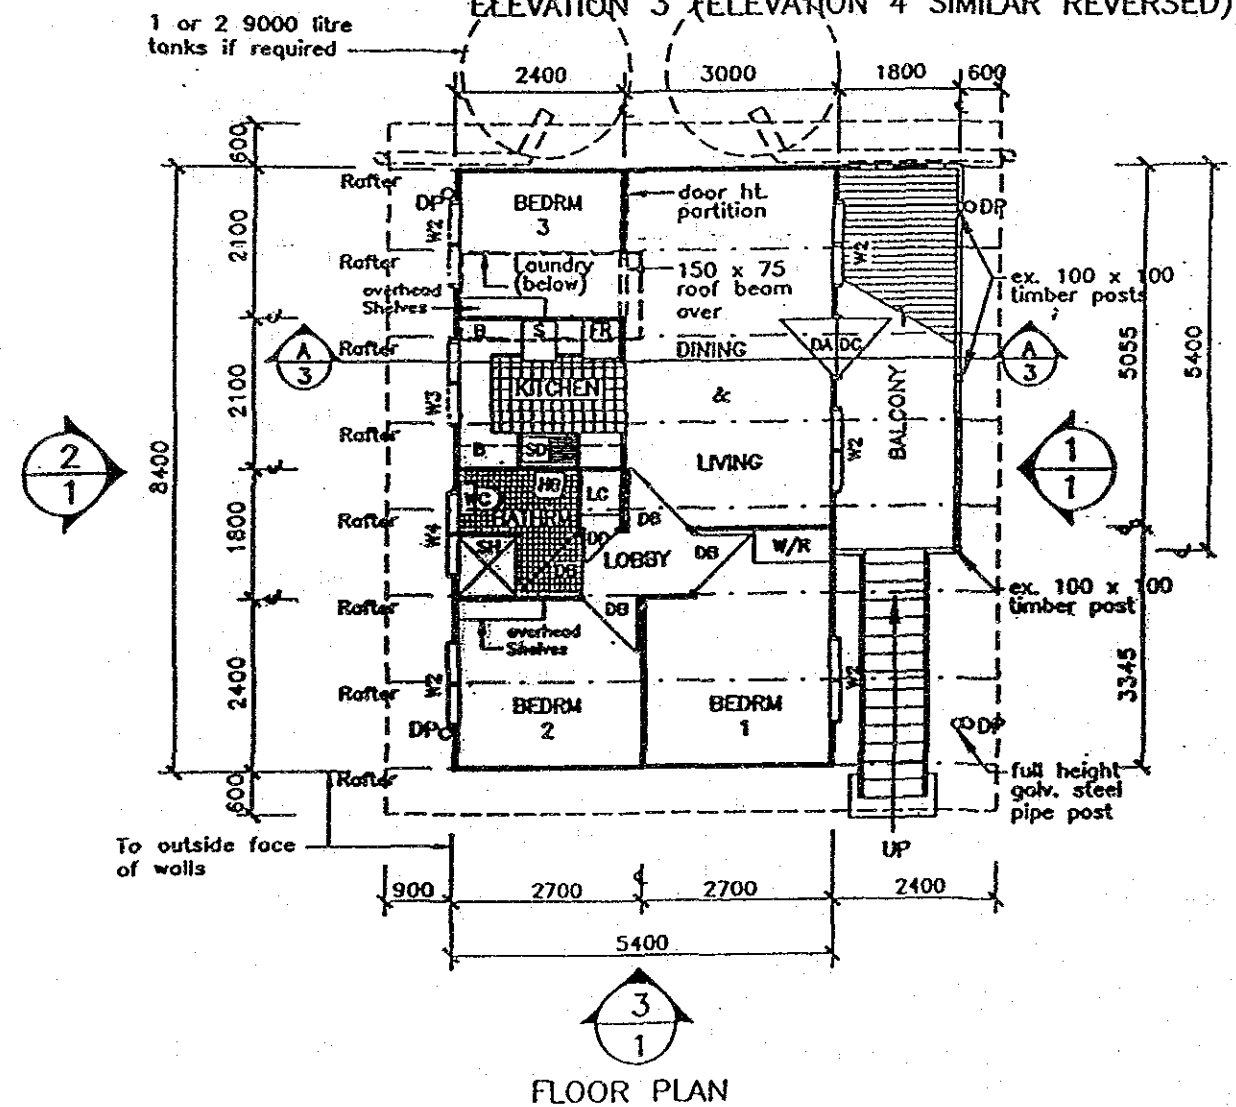 ELEVATION 3 (ELEVATION 4 SIMILAR REVERSED)
1 or 2 9000 litre
tanks if required
2400
3000
1800
600
600
Rafter
DP
BEDRM
3
door ht.
partition
DP
W2
2100
W2
Rafter
Laundry
(below)
150 x 75
roof beam
over
ex. 100 x 100
timber posts
overhead
Shelves
B
S
FR
A
3
Rafter
DINING
DA
DC
A
3
5055
5400
KITCHEN
&
BALCONY
2100
W3
Rafter
B
SD
LIVING
W2
2
1
8400
1
1
WC
HB
LC
BATHRM
DB
Rafter
1800
W4
SH
DD
LOBBY
DB
W/R
DB
Rafter
DB
ex. 100 x 100
timber post
overhead
Shelves
2400
W2
Rafter
W2
3345
BEDRM
2
BEDRM
1
DP
DP
600
Rafter
full height
galv. steel
pipe post
To outside face
of walls
UP
900
2700
2700
2400
5400
3
1
FLOOR PLAN